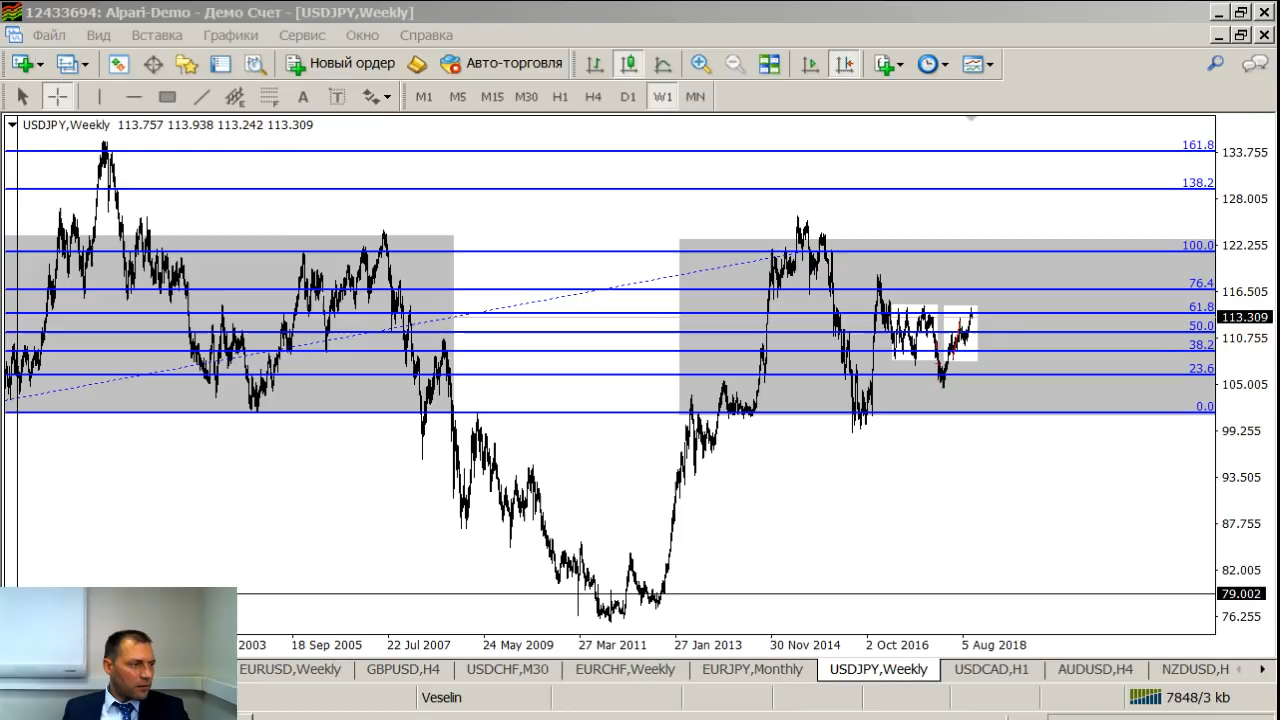 12433694: Alpari-Demo - Демо Счет - [USDJPY,Weekly]
Файл Вид Вставка Графики Сервис Окно Справка
Новый ордер Авто-торговля
A T M1 M5 M15 M30 H1 H4 D1 W1 MN
USDJPY,Weekly 113.757 113.938 113.242 113.309
161.8
133.755
138.2
128.005
100.0
122.255
76.4
116.505
61.8
113.309
50.0
110.755
38.2
23.6
105.005
0.0
99.255
93.505
87.755
82.005
79.002
76.255
2003 18 Sep 2005 22 Jul 2007 24 May 2009 27 Mar 2011 27 Jan 2013 30 Nov 2014 2 Oct 2016 5 Aug 2018
EURUSD,Weekly GBPUSD,H4 USDCHF,M30 EURCHF,Weekly EURJPY,Monthly USDJPY,Weekly USDCAD,H1 AUDUSD,H4 NZDUSD,H
Veselin 7848/3 kb